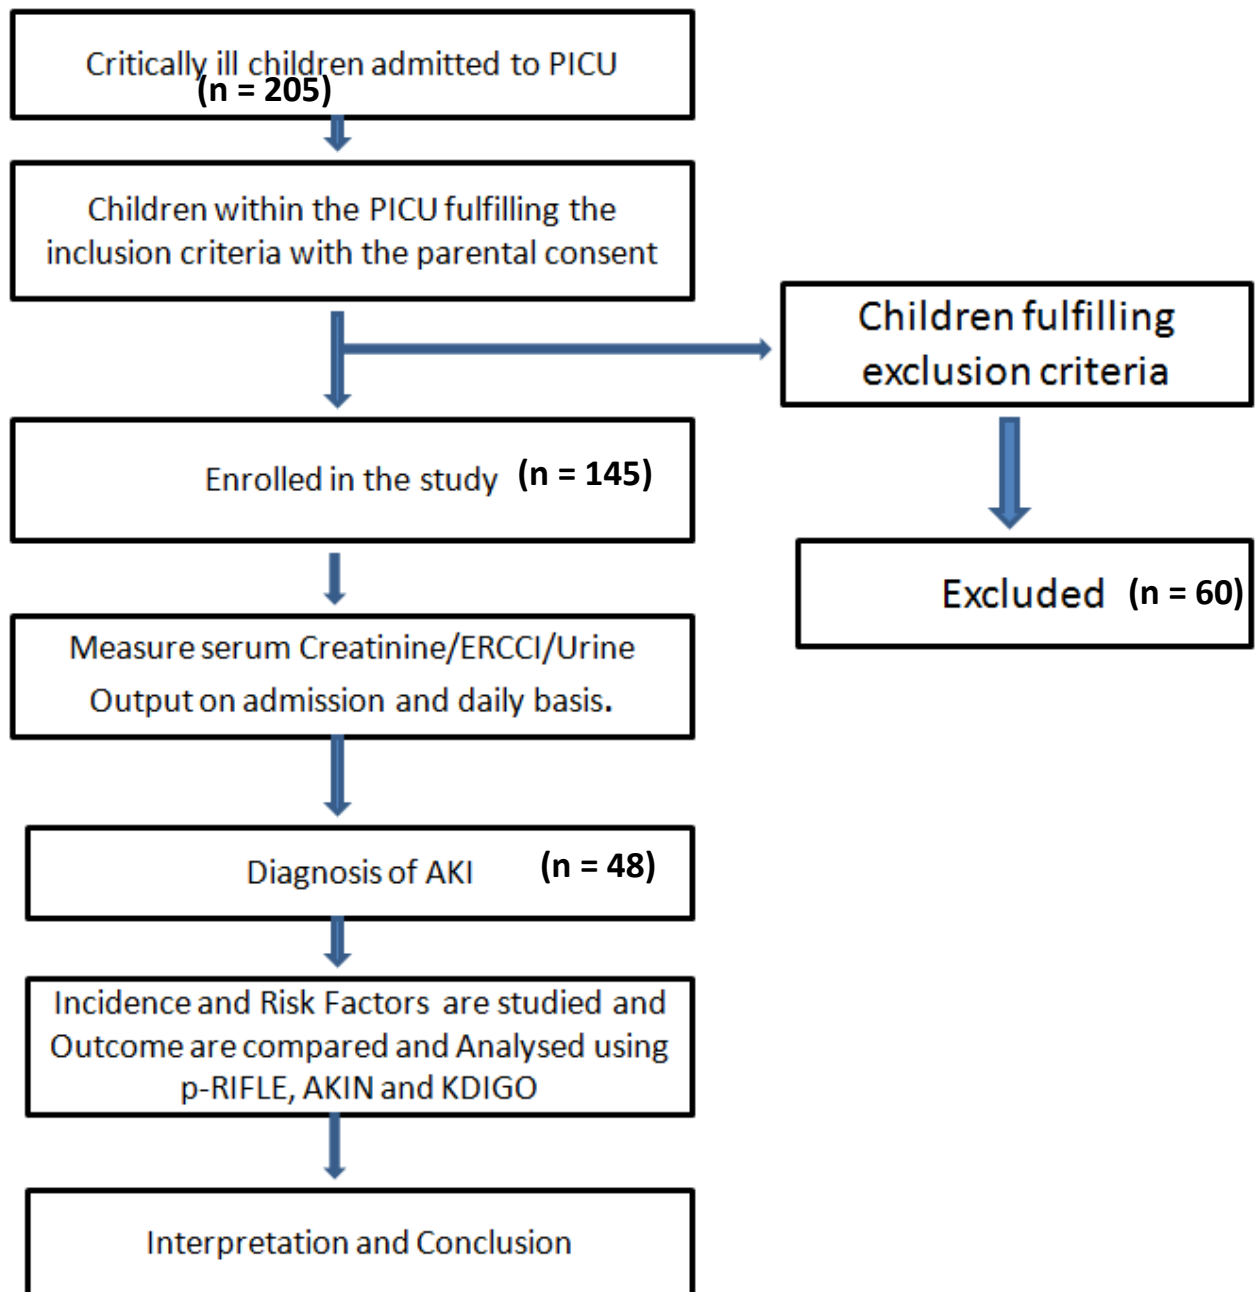 Critically ill children admitted to PICU
(n = 205)
Children within the PICU fulfilling the
inclusion criteria with the parental consent
Children fulfilling
exclusion criteria
Enrolled in the study (n = 145)
Excluded (n = 60)
Measure serum Creatinine/ERCCI/Urine
Output on admission and daily basis.
Diagnosis of AKI (n = 48)
Incidence and Risk Factors are studied and
Outcome are compared and Analysed using
p-RIFLE, AKIN and KDIGO
Interpretation and Conclusion